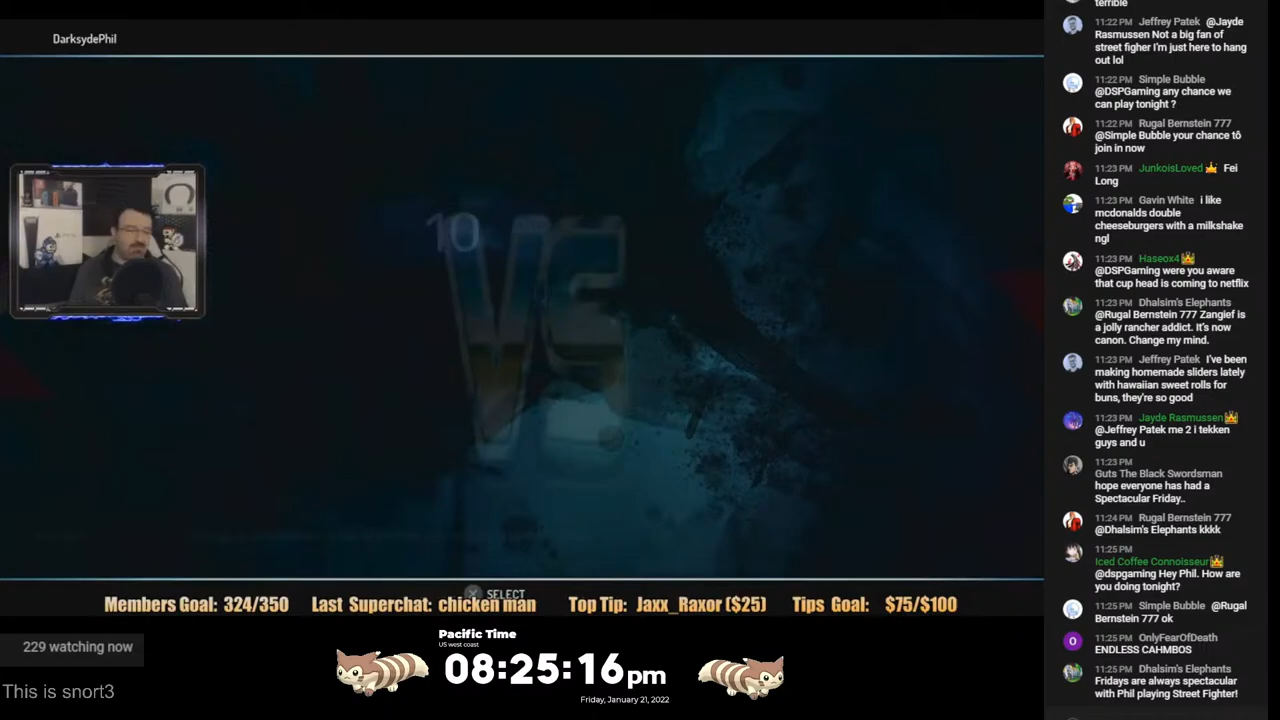 DarksydePhil
10
VS
SELECT
Members Goal: 324/350 Last Superchat: chicken man Top Tip: Jaxx_Raxor ($25) Tips Goal: $75/$100
229 watching now
This is snort3
Pacific Time
US west coast
08:25:16pm
Friday, January 21, 2022
terrible
11:22 PM Jeffrey Patek @Jayde
Rasmussen Not a big fan of
street figher I'm just here to hang
out lol
11:22 PM Simple Bubble
@DSPGaming any chance we
can play tonight ?
11:22 PM Rugal Bernstein 777
@Simple Bubble your chance tô
join in now
11:23 PM JunkoisLoved Fei
Long
11:23 PM Gavin White i like
mcdonalds double
cheeseburgers with a milkshake
ngl
11:23 PM Haseox4
@DSPGaming were you aware
that cup head is coming to netflix
11:23 PM Dhalsim's Elephants
@Rugal Bernstein 777 Zangief is
a jolly rancher addict. It's now
canon. Change my mind.
11:23 PM Jeffrey Patek I've been
making homemade sliders lately
with hawaiian sweet rolls for
buns, they're so good
11:23 PM Jayde Rasmussen
@Jeffrey Patek me 2 i tekken
guys and u
11:23 PM
Guts The Black Swordsman
hope everyone has had a
Spectacular Friday..
11:24 PM Rugal Bernstein 777
@Dhalsim's Elephants kkkk
11:25 PM
Iced Coffee Connoisseur
@dspgaming Hey Phil. How are
you doing tonight?
11:25 PM Simple Bubble @Rugal
Bernstein 777 ok
11:25 PM OnlyFearOfDeath
ENDLESS CAHMBOS
11:25 PM Dhalsim's Elephants
Fridays are always spectacular
with Phil playing Street Fighter!